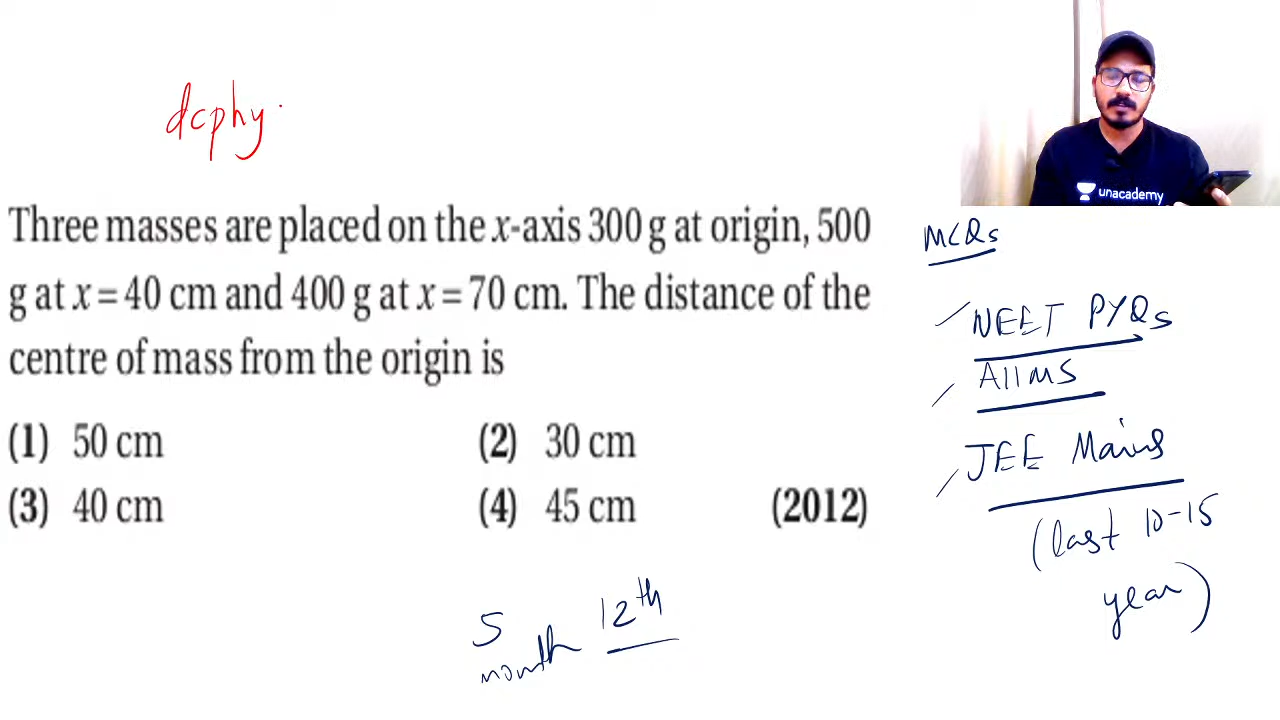 dcphy
unacademy
Three masses are placed on the x-axis 300 g at origin, 500
g at x = 40 cm and 400 g at x = 70 cm. The distance of the
centre of mass from the origin is
(1) 50 cm (2) 30 cm
(3) 40 cm (4) 45 cm (2012)
MCQs
NEET PYQs
AIIMS
JEE Mains
(last 10-15
year)
5
month 12th